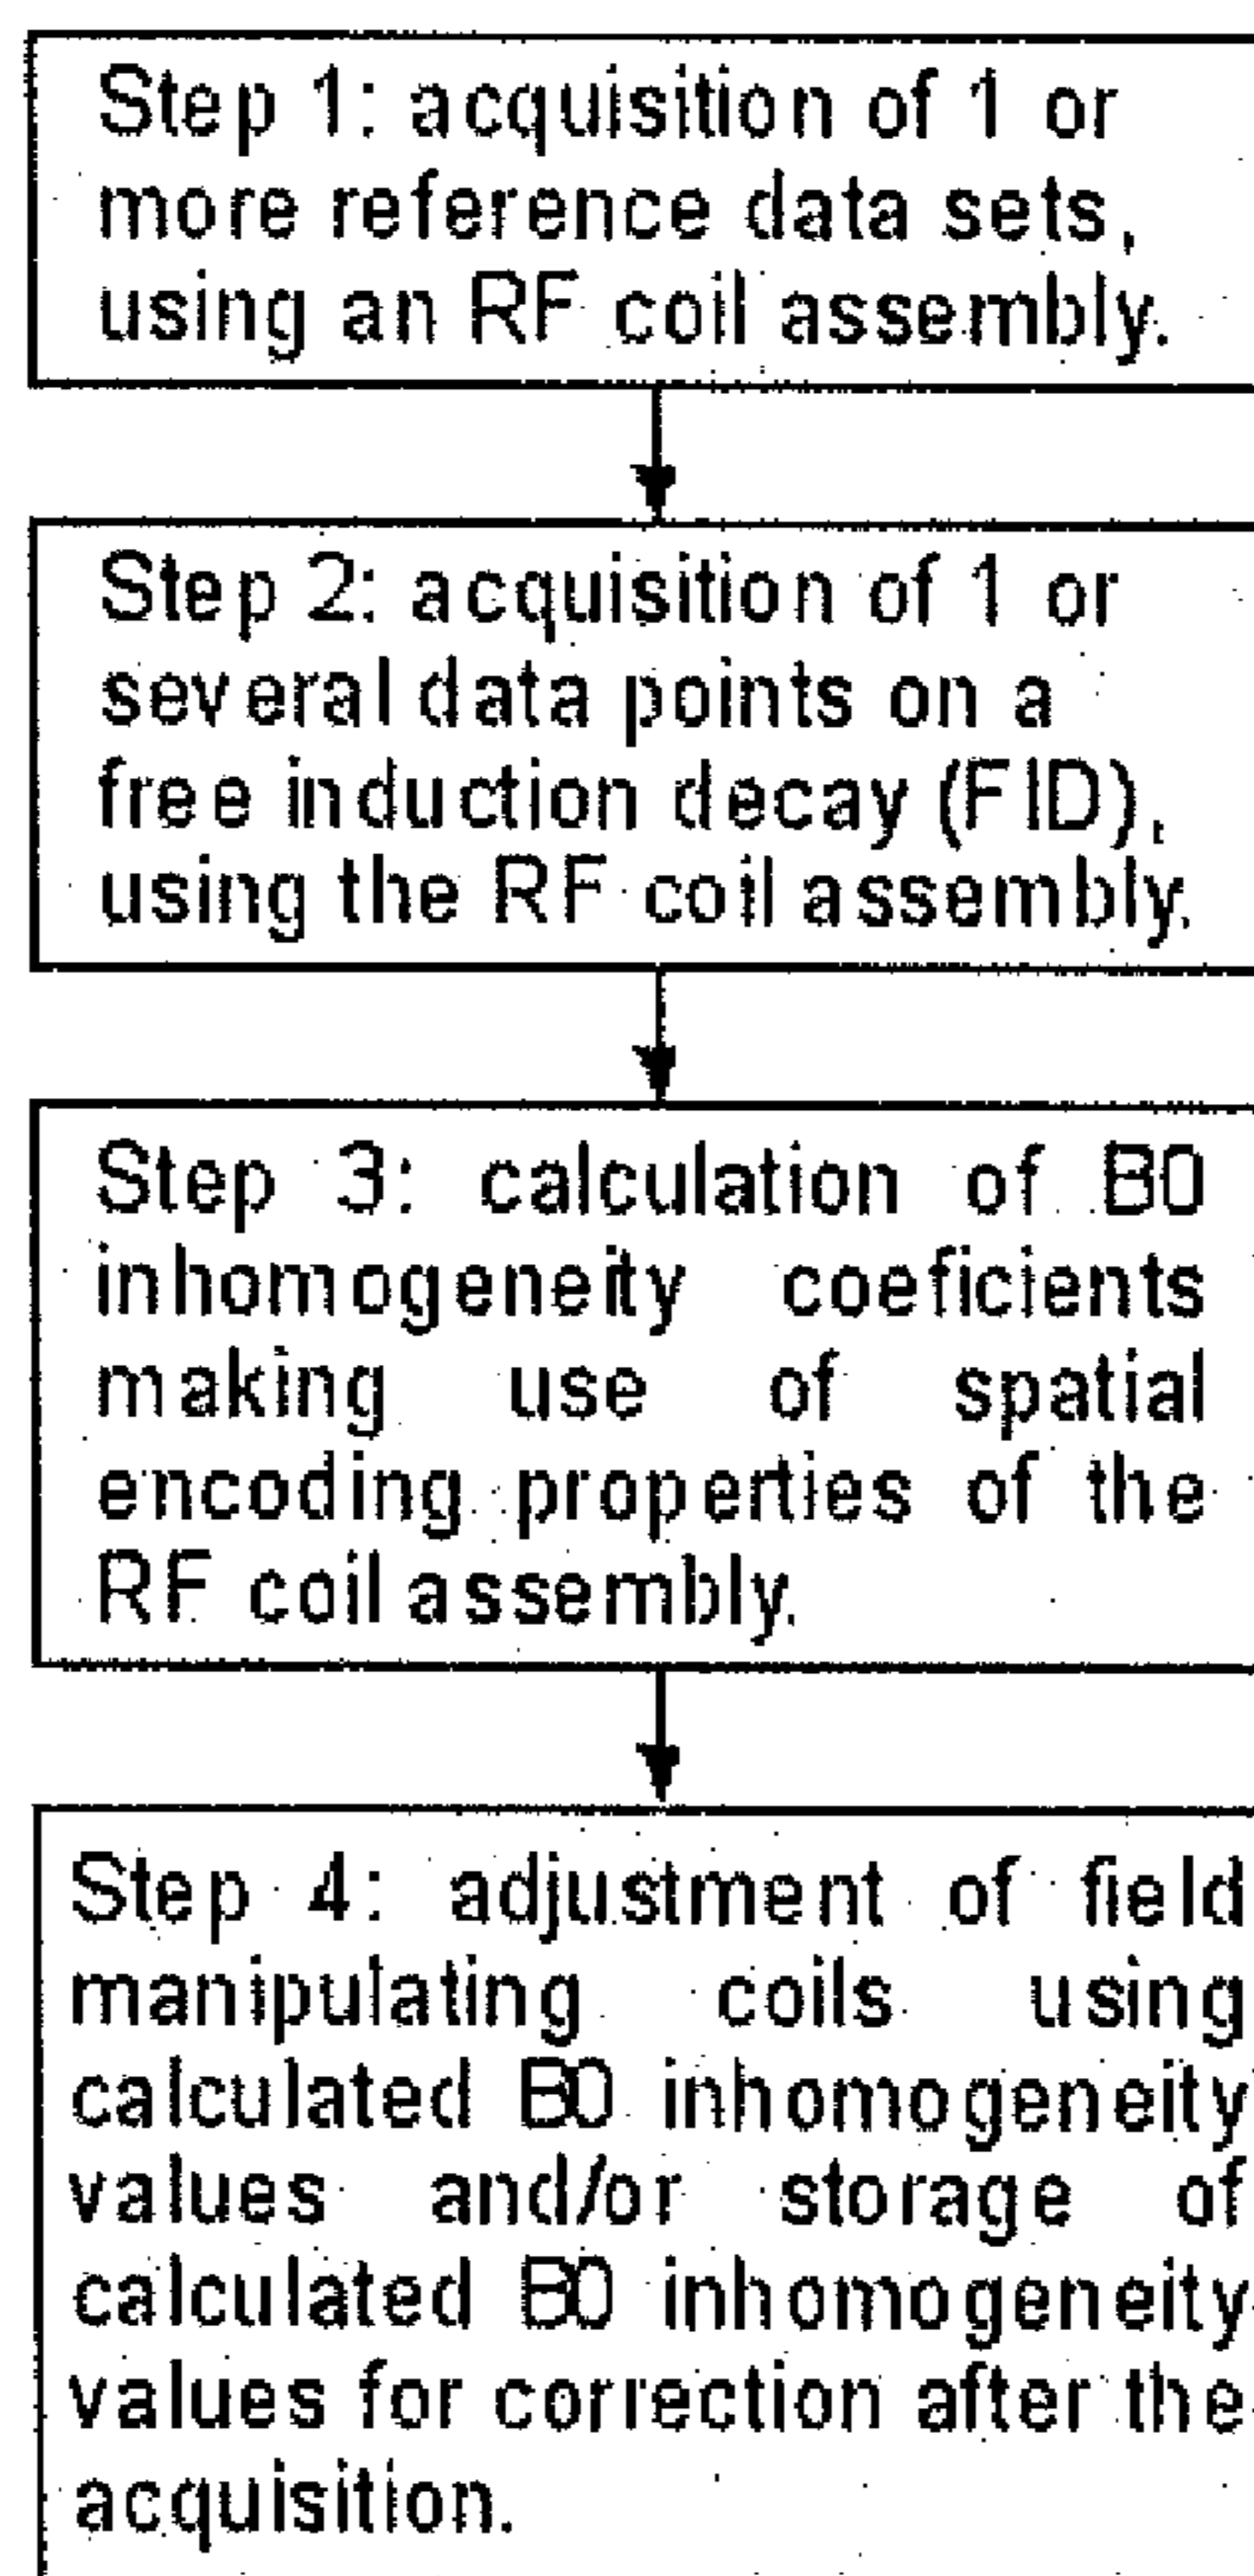 Step 1: acquisition of 1 or
more reference data sets,
using an RF coil assembly.
Step 2: acquisition of 1 or
several data points on a
free induction decay (FID),
using the RF coil assembly.
Step 3: calculation of B0
inhomogeneity coeficients
making use of spatial
encoding properties of the
RF coil assembly.
Step 4: adjustment of field
manipulating coils using
calculated B0 inhomogeneity
values and/or storage of
calculated B0 inhomogeneity
values for correction after the
acquisition.